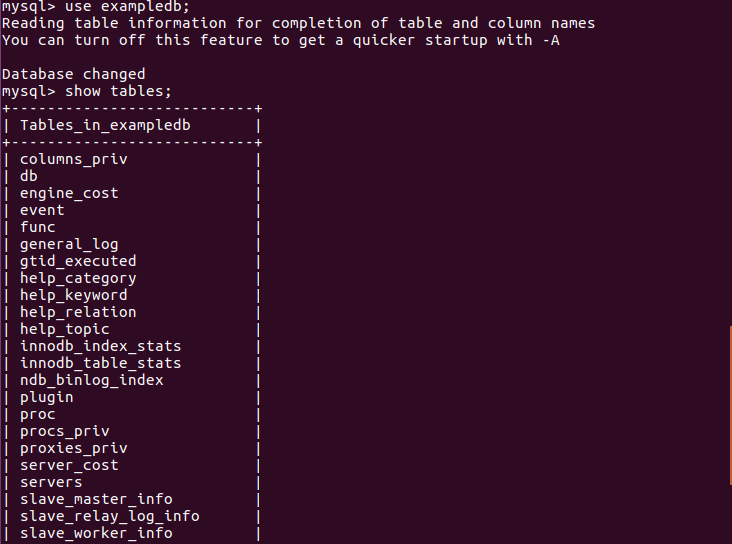 mysql> use exampledb;
Reading table information for completion of table and column names
You can turn off this feature to get a quicker startup with -A
Database changed
mysql> show tables;
+---------------------------+
| Tables_in_exampledb       |
+---------------------------+
| columns_priv              |
| db                        |
| engine_cost               |
| event                     |
| func                      |
| general_log               |
| gtid_executed             |
| help_category             |
| help_keyword              |
| help_relation             |
| help_topic                |
| innodb_index_stats        |
| innodb_table_stats        |
| ndb_binlog_index          |
| plugin                    |
| proc                      |
| procs_priv                |
| proxies_priv              |
| server_cost               |
| servers                   |
| slave_master_info         |
| slave_relay_log_info      |
| slave_worker_info         |